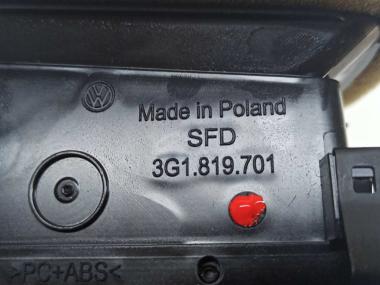 Made in Poland
SFD
3G1.819.701
>PC+ABS<